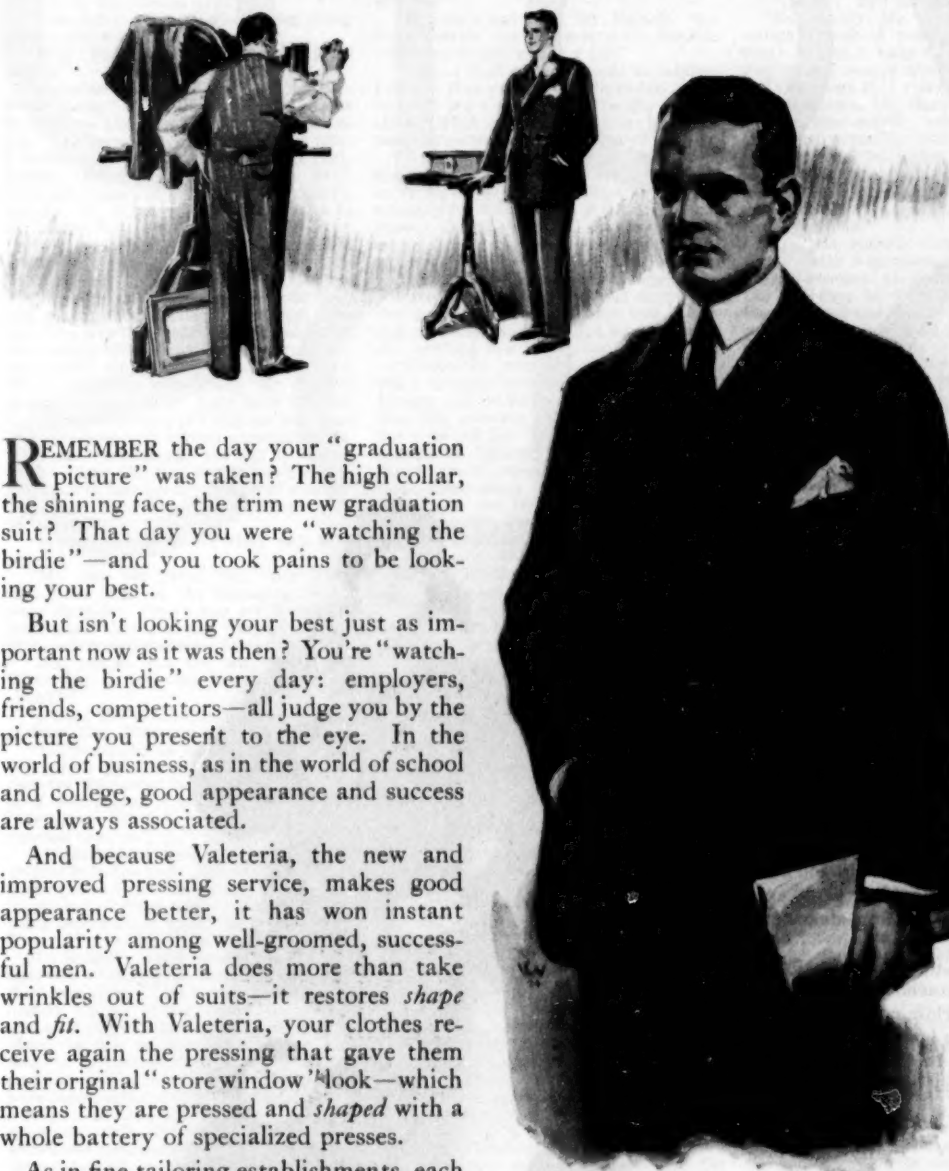 REMEMBER the day your "graduation
picture" was taken? The high collar,
the shining face, the trim new graduation
suit? That day you were "watching the
birdie"—and you took pains to be look-
ing your best.
But isn't looking your best just as im-
portant now as it was then? You're "watch-
ing the birdie" every day: employers,
friends, competitors—all judge you by the
picture you present to the eye. In the
world of business, as in the world of school
and college, good appearance and success
are always associated.
And because Valeteria, the new and
improved pressing service, makes good
appearance better, it has won instant
popularity among well-groomed, success-
ful men. Valeteria does more than take
wrinkles out of suits—it restores shape
and fit. With Valeteria, your clothes re-
ceive again the pressing that gave them
their original "store window" look—which
means they are pressed and shaped with a
whole battery of specialized presses.
As in fine tailoring establishments, each